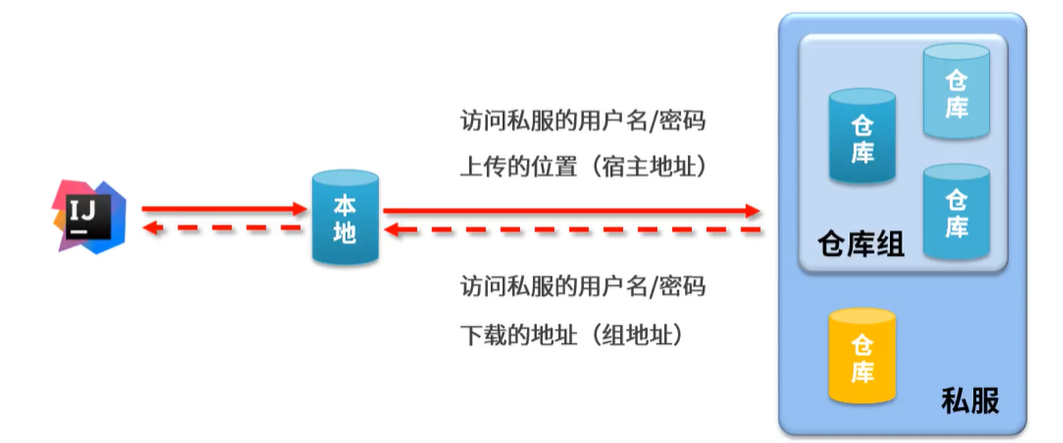 访问私服的用户名/密码
上传的位置（宿主地址）
IJ
本地
访问私服的用户名/密码
下载的地址（组地址）
仓库
仓库
仓库
仓库组
仓库
私服